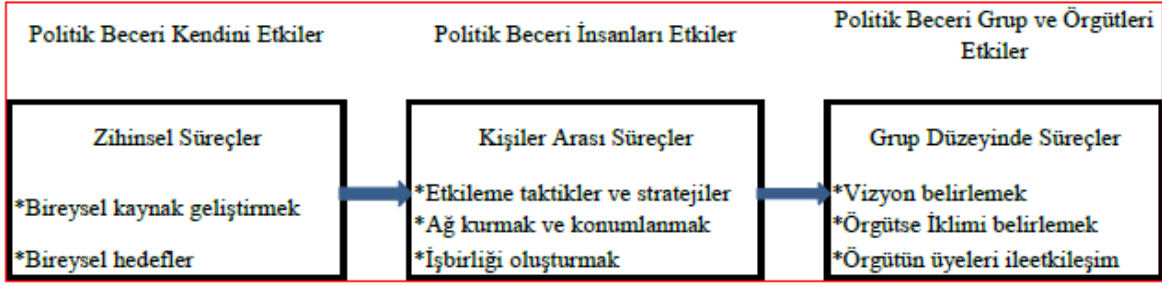 Politik Beceri Kendini Etkiler
Politik Beceri İnsanları Etkiler
Politik Beceri Grup ve Örgütleri
Etkiler
Zihinsel Süreçler
*Bireysel kaynak geliştirmek
*Bireysel hedefler
Kişiler Arası Süreçler
*Etkileme taktikler ve stratejiler
*Ağ kurmak ve konumlanmak
*İşbirliği oluşturmak
Grup Düzeyinde Süreçler
*Vizyon belirlemek
*Örgütse İklimi belirlemek
*Örgütün üyeleri ileetkileşim